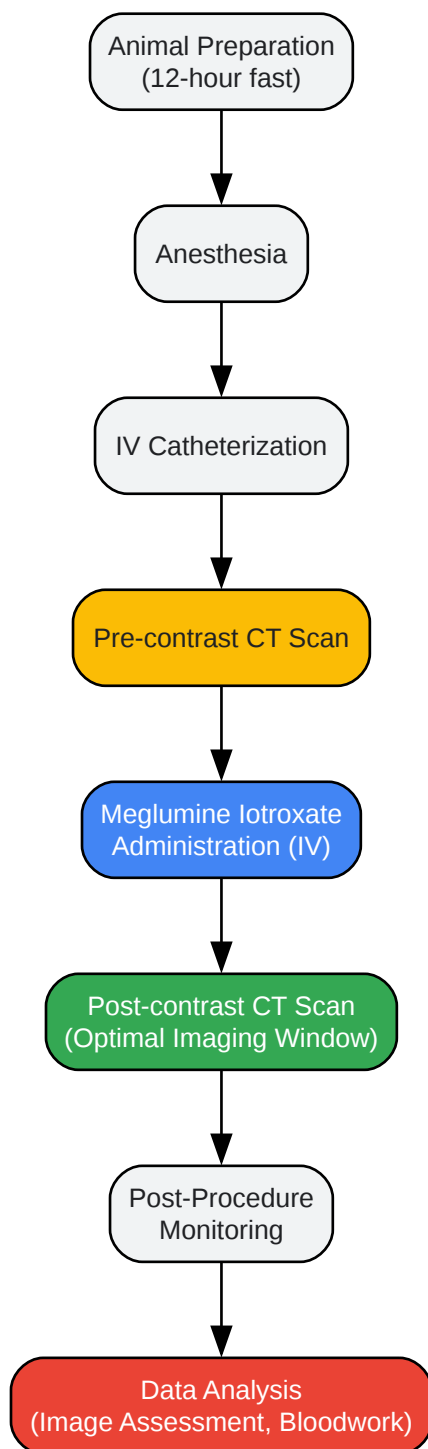 Animal Preparation
(12-hour fast)
Anesthesia
IV Catheterization
Pre-contrast CT Scan
Meglumine Iotroxate
Administration (IV)
Post-contrast CT Scan
(Optimal Imaging Window)
Post-Procedure
Monitoring
Data Analysis
(Image Assessment, Bloodwork)